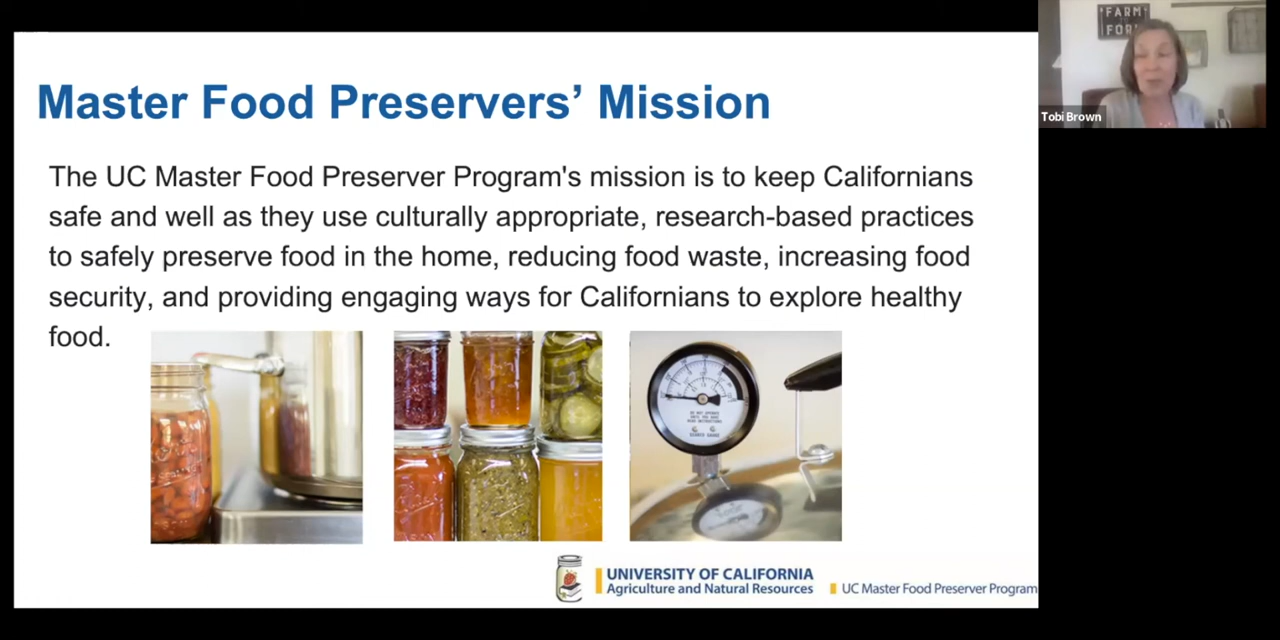 Master Food Preservers’ Mission
The UC Master Food Preserver Program's mission is to keep Californians
safe and well as they use culturally appropriate, research-based practices
to safely preserve food in the home, reducing food waste, increasing food
security, and providing engaging ways for Californians to explore healthy
food.
UNIVERSITY OF CALIFORNIA
Agriculture and Natural Resources
UC Master Food Preserver Program
FARM
FOR
Tobi Brown